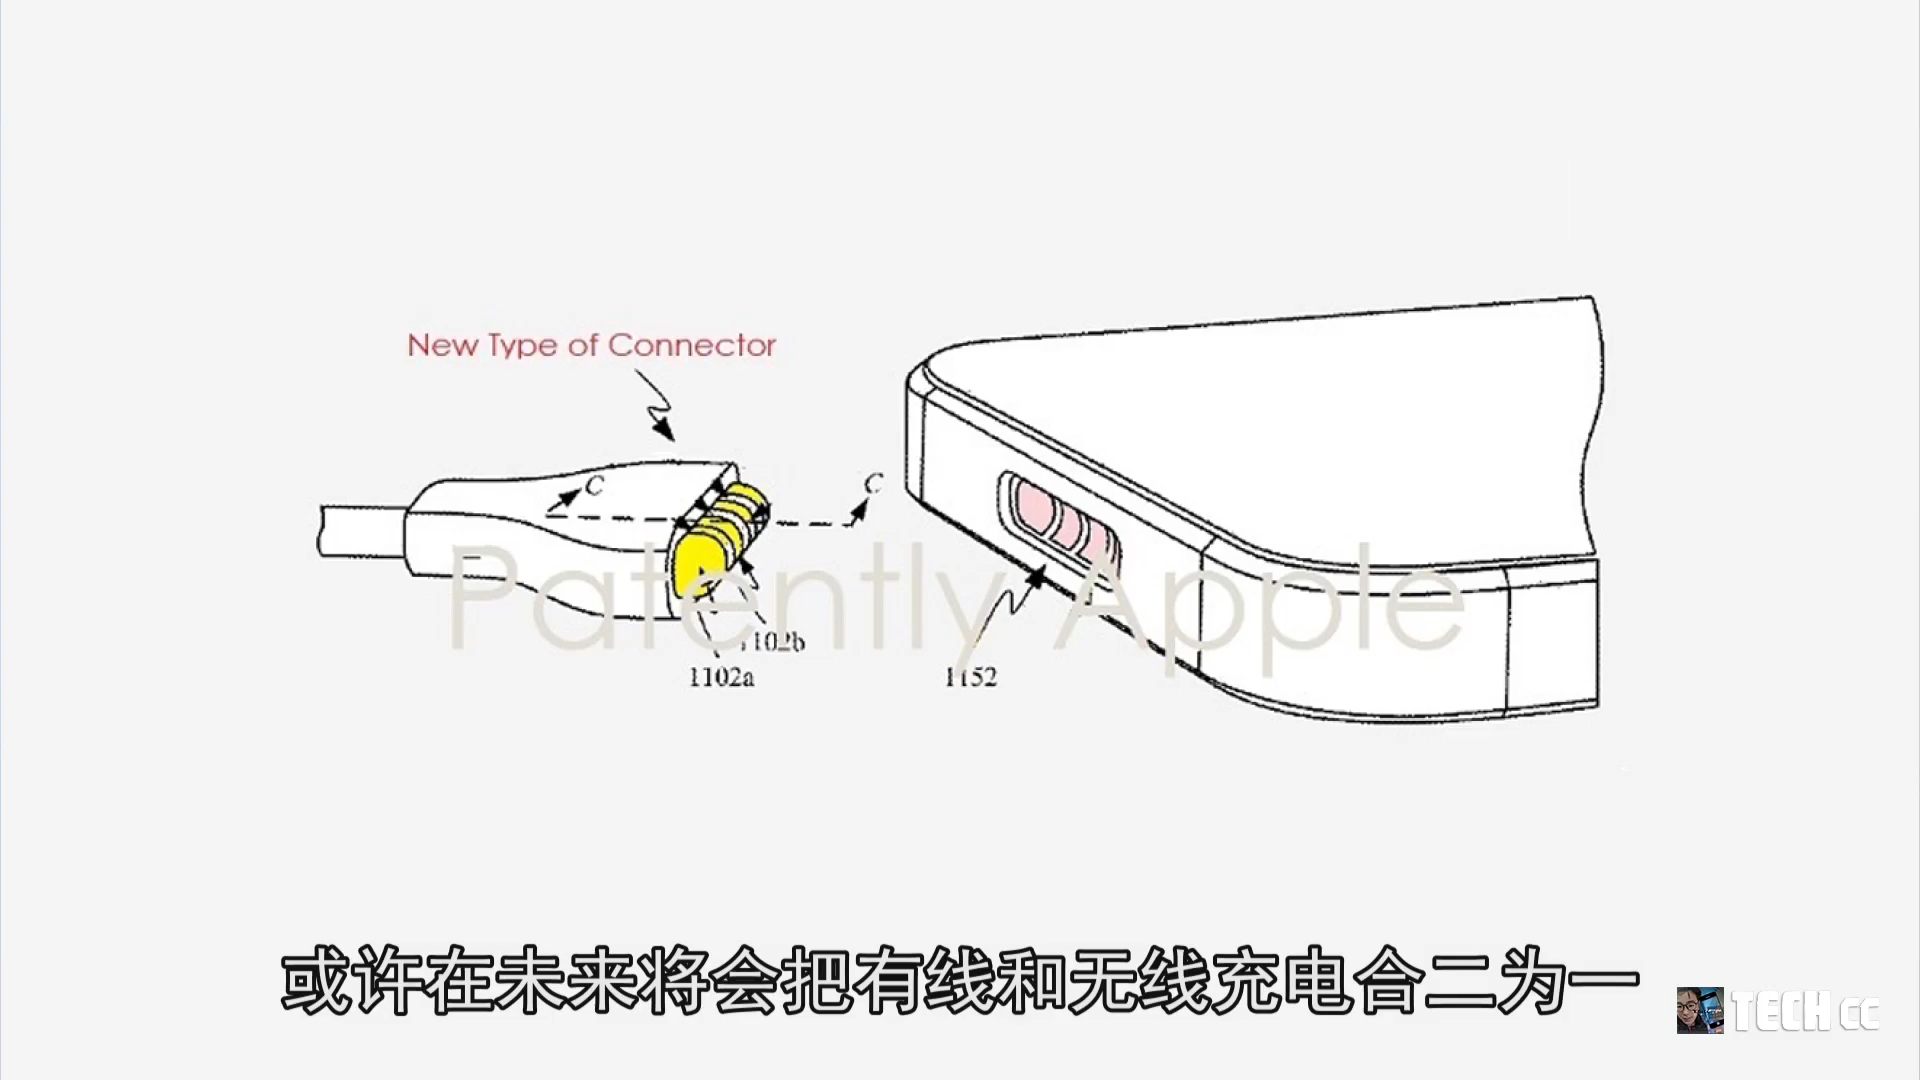 New Type of Connector
C
C
Patently Apple
1102b
1102a
1152
或许在未来将会把有线和无线充电合二为一
TECH CC